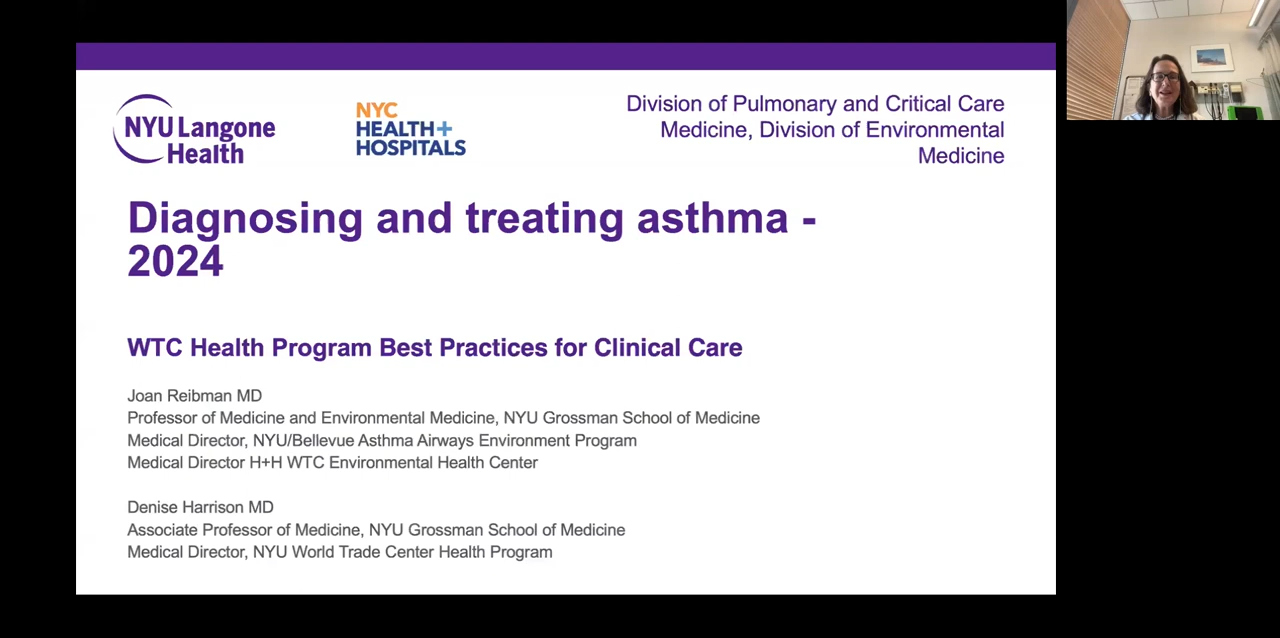 NYU Langone
Health
NYC
HEALTH+
HOSPITALS
Division of Pulmonary and Critical Care
Medicine, Division of Environmental
Medicine
Diagnosing and treating asthma -
2024
WTC Health Program Best Practices for Clinical Care
Joan Reibman MD
Professor of Medicine and Environmental Medicine, NYU Grossman School of Medicine
Medical Director, NYU/Bellevue Asthma Airways Environment Program
Medical Director H+H WTC Environmental Health Center
Denise Harrison MD
Associate Professor of Medicine, NYU Grossman School of Medicine
Medical Director, NYU World Trade Center Health Program